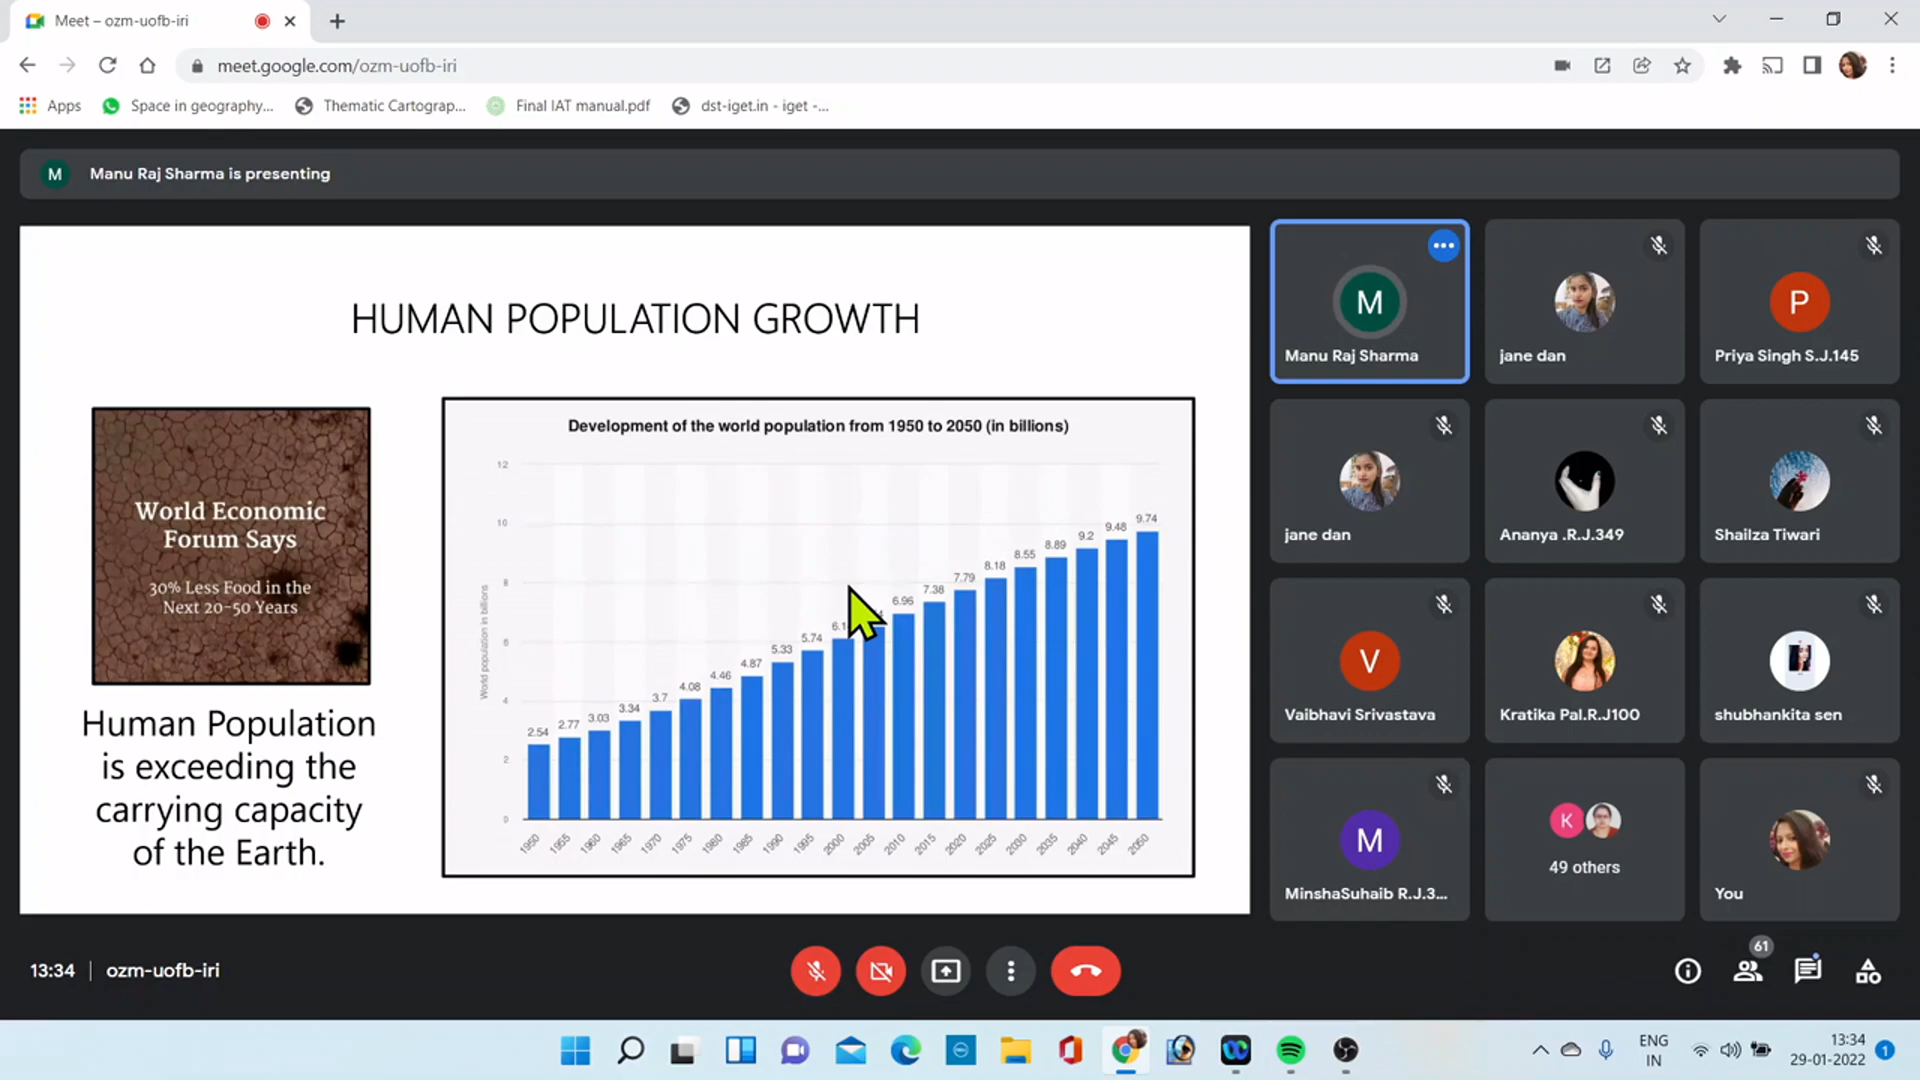 Meet – ozm-uofb-iri
meet.google.com/ozm-uofb-iri
Apps
Space in geography...
Thematic Cartograp...
Final IAT manual.pdf
dst-iget.in - iget -...
M
Manu Raj Sharma is presenting
HUMAN POPULATION GROWTH
World Economic
Forum Says
30% Less Food in the
Next 20-50 Years
Human Population
is exceeding the
carrying capacity
of the Earth.
Development of the world population from 1950 to 2050 (in billions)
World population in billions
12
10
8
6
4
2
0
2.54 2.77 3.03 3.34 3.7 4.08 4.46 4.87 5.33 5.74 6.96 7.38 7.79 8.18 8.55 8.89 9.2 9.48 9.74
1950 1955 1960 1965 1970 1975 1980 1985 1990 1995 2000 2005 2010 2015 2020 2025 2030 2035 2040 2045 2050
M
Manu Raj Sharma
jane dan
P
Priya Singh S.J.145
jane dan
Ananya .R.J.349
Shailza Tiwari
V
Vaibhavi Srivastava
Kratika Pal.R.J100
shubhankita sen
M
MinshaSuhaib R.J.3...
K
49 others
You
13:34 | ozm-uofb-iri
61
ENG
IN
13:34
29-01-2022
1